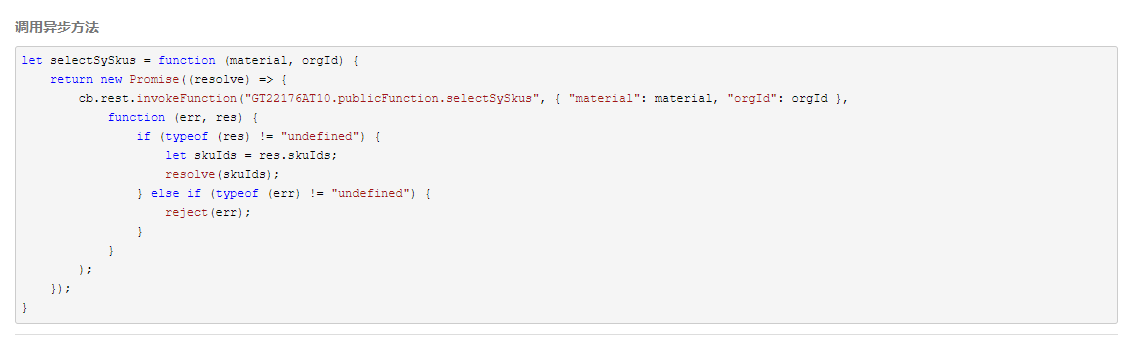 调用异步方法
let selectSySkus = function (material, orgId) {
    return new Promise((resolve) => {
        cb.rest.invokeFunction("GT22176AT10.publicFunction.selectSySkus", { "material": material, "orgId": orgId },
            function (err, res) {
                if (typeof (res) != "undefined") {
                    let skuIds = res.skuIds;
                    resolve(skuIds);
                } else if (typeof (err) != "undefined") {
                    reject(err);
                }
            }
        );
    });
}